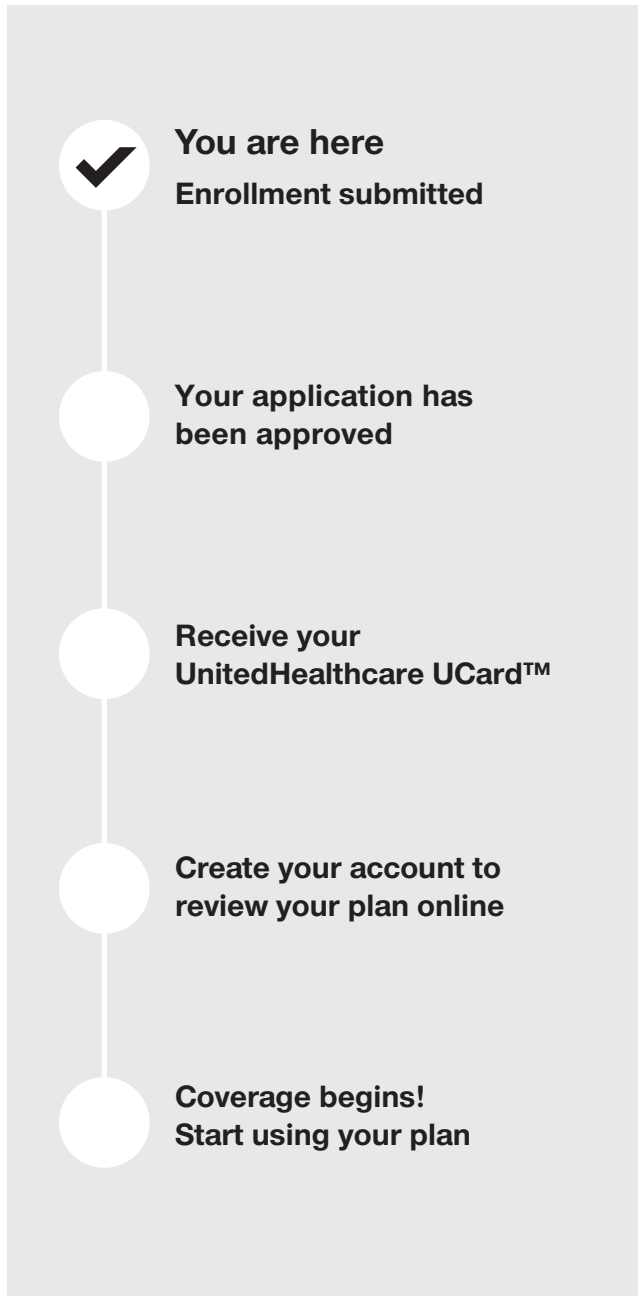 You are here
Enrollment submitted
Your application has
been approved
Receive your
UnitedHealthcare UCard™
Create your account to
review your plan online
Coverage begins!
Start using your plan